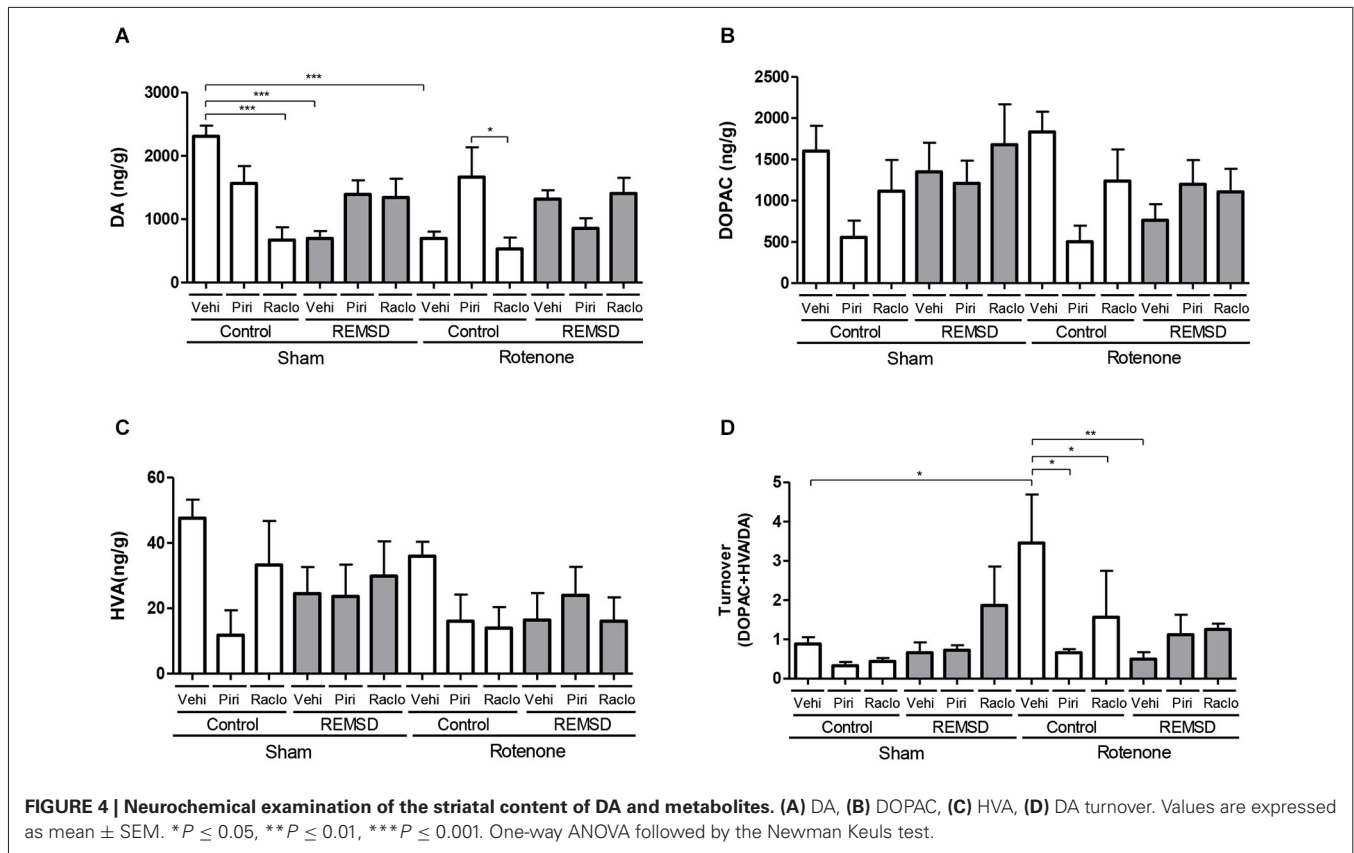 A
DA (ng/g)
3000
2000
1000
0
***
***
***
*
Vehi Piri Raclo Vehi Piri Raclo Vehi Piri Raclo Vehi Piri Raclo
Control REMSD Control REMSD
Sham Rotenone
B
DOPAC (ng/g)
2500
2000
1500
1000
500
0
Vehi Piri Raclo Vehi Piri Raclo Vehi Piri Raclo Vehi Piri Raclo
Control REMSD Control REMSD
Sham Rotenone
C
HVA(ng/g)
60
40
20
0
Vehi Piri Raclo Vehi Piri Raclo Vehi Piri Raclo Vehi Piri Raclo
Control REMSD Control REMSD
Sham Rotenone
D
Turnover
(DOPAC+HVA/DA)
5
4
3
2
1
0
**
*
*
*
Vehi Piri Raclo Vehi Piri Raclo Vehi Piri Raclo Vehi Piri Raclo
Control REMSD Control REMSD
Sham Rotenone
FIGURE 4 | Neurochemical examination of the striatal content of DA and metabolites. (A) DA, (B) DOPAC, (C) HVA, (D) DA turnover. Values are expressed
as mean ± SEM. *P ≤ 0.05, **P ≤ 0.01, ***P ≤ 0.001. One-way ANOVA followed by the Newman Keuls test.